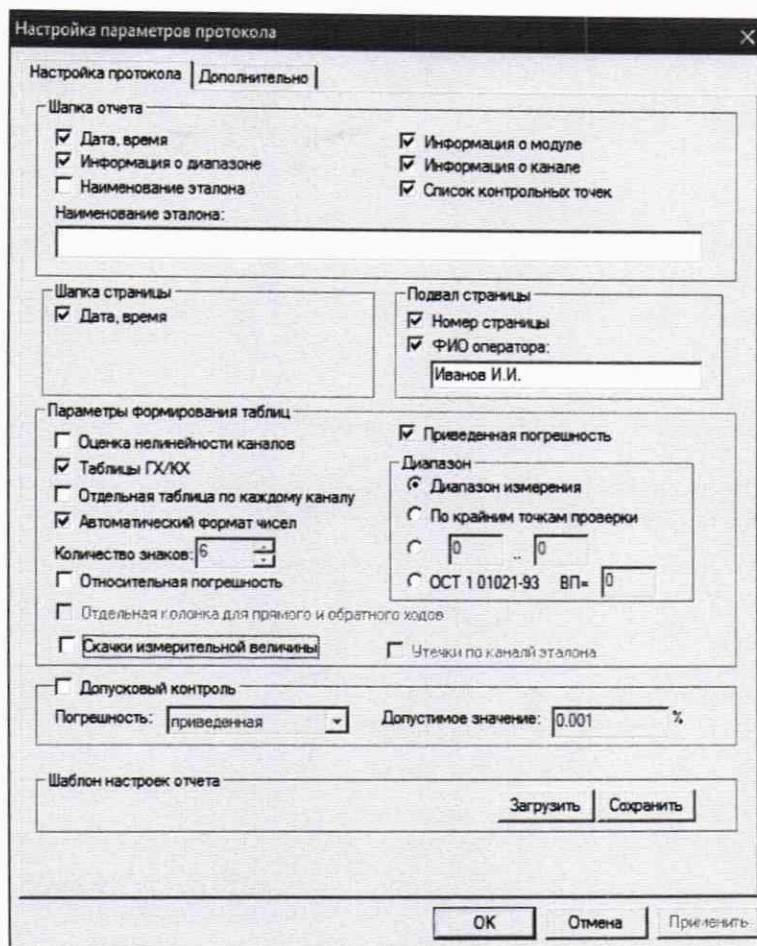 Настройка параметров протокола
Настройка протокола Дополнительно
Шапка отчета
Дата, время
Информация о модуле
Информация о диапазоне
Информация о канале
Наименование эталона
Список контрольных точек
Наименование эталона:
Шапка страницы
Дата, время
Подвал страницы
Номер страницы
ФИО оператора:
Иванов И.И.
Параметры формирования таблиц
Оценка нелинейности каналов
Таблицы ГХ/КХ
Отдельная таблица по каждому каналу
Автоматический формат чисел
Количество знаков: 6
Относительная погрешность
Приведенная погрешность
Диапазон
Диапазон измерения
По крайним точкам проверки
0 .. 0
ОСТ 1 01021-93 ВП= 0
Отдельная колонка для прямого и обратного ходов
Скачки измерительной величины
Утечки по каналй эталона
Допусковый контроль
Погрешность: приведенная
Допустимое значение: 0.001 %
Шаблон настроек отчета
Загрузить Сохранить
OK Отмена Применить